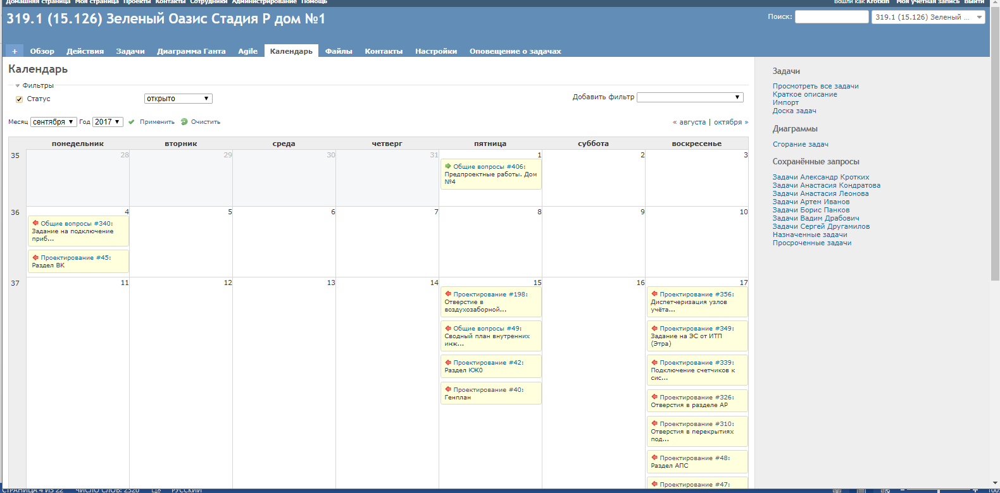 Домашняя страница Моя страница Проекты Контакты Сотрудники Администрирование Помощь
Вошли как Krotkin Моя учётная запись Выйти
319.1 (15.126) Зеленый Оазис Стадия Р дом №1
Поиск: 319.1 (15.126) Зеленый ...
+ Обзор Действия Задачи Диаграмма Ганта Agile Календарь Файлы Контакты Настройки Оповещение о задачах
Календарь
Фильтры
Статус открыто Добавить фильтр
Месяц сентября Год 2017 Применить Очистить
« августа | октября »
понедельник вторник среда четверг пятница суббота воскресенье
35 28 29 30 31 1 2 3
Общие вопросы #406:
Предпроектные работы. Дом
№4
36 4 5 6 7 8 9 10
Общие вопросы #340:
Задание на подключение
приб...
Проектирование #45:
Раздел ВК
37 11 12 13 14 15 16 17
Проектирование #198:
Отверстие в
воздухозаборной...
Общие вопросы #49:
Сводный план внутренних
инж...
Проектирование #42:
Раздел КЖ0
Проектирование #40:
Генплан
Проектирование #356:
Диспетчеризация узлов
учёта...
Проектирование #349:
Задание на ЭС от ИТП
(Этра)
Проектирование #339:
Подключение счетчиков к
сис...
Проектирование #326:
Отверстия в разделе АР
Проектирование #310:
Отверстия в перекрытиях
под...
Проектирование #48:
Раздел АПС
Проектирование #47:
Задачи
Просмотреть все задачи
Краткое описание
Импорт
Доска задач
Диаграммы
Сгорание задач
Сохранённые запросы
Задачи Александр Кротких
Задачи Анастасия Кондратова
Задачи Анастасия Леонова
Задачи Артем Иванов
Задачи Борис Панков
Задачи Вадим Драбович
Задачи Сергей Другамилов
Назначенные задачи
Просроченные задачи
СТРАНИЦА 4 ИЗ 22 ЧИСЛО СЛОВ: 2320 РУССКИЙ